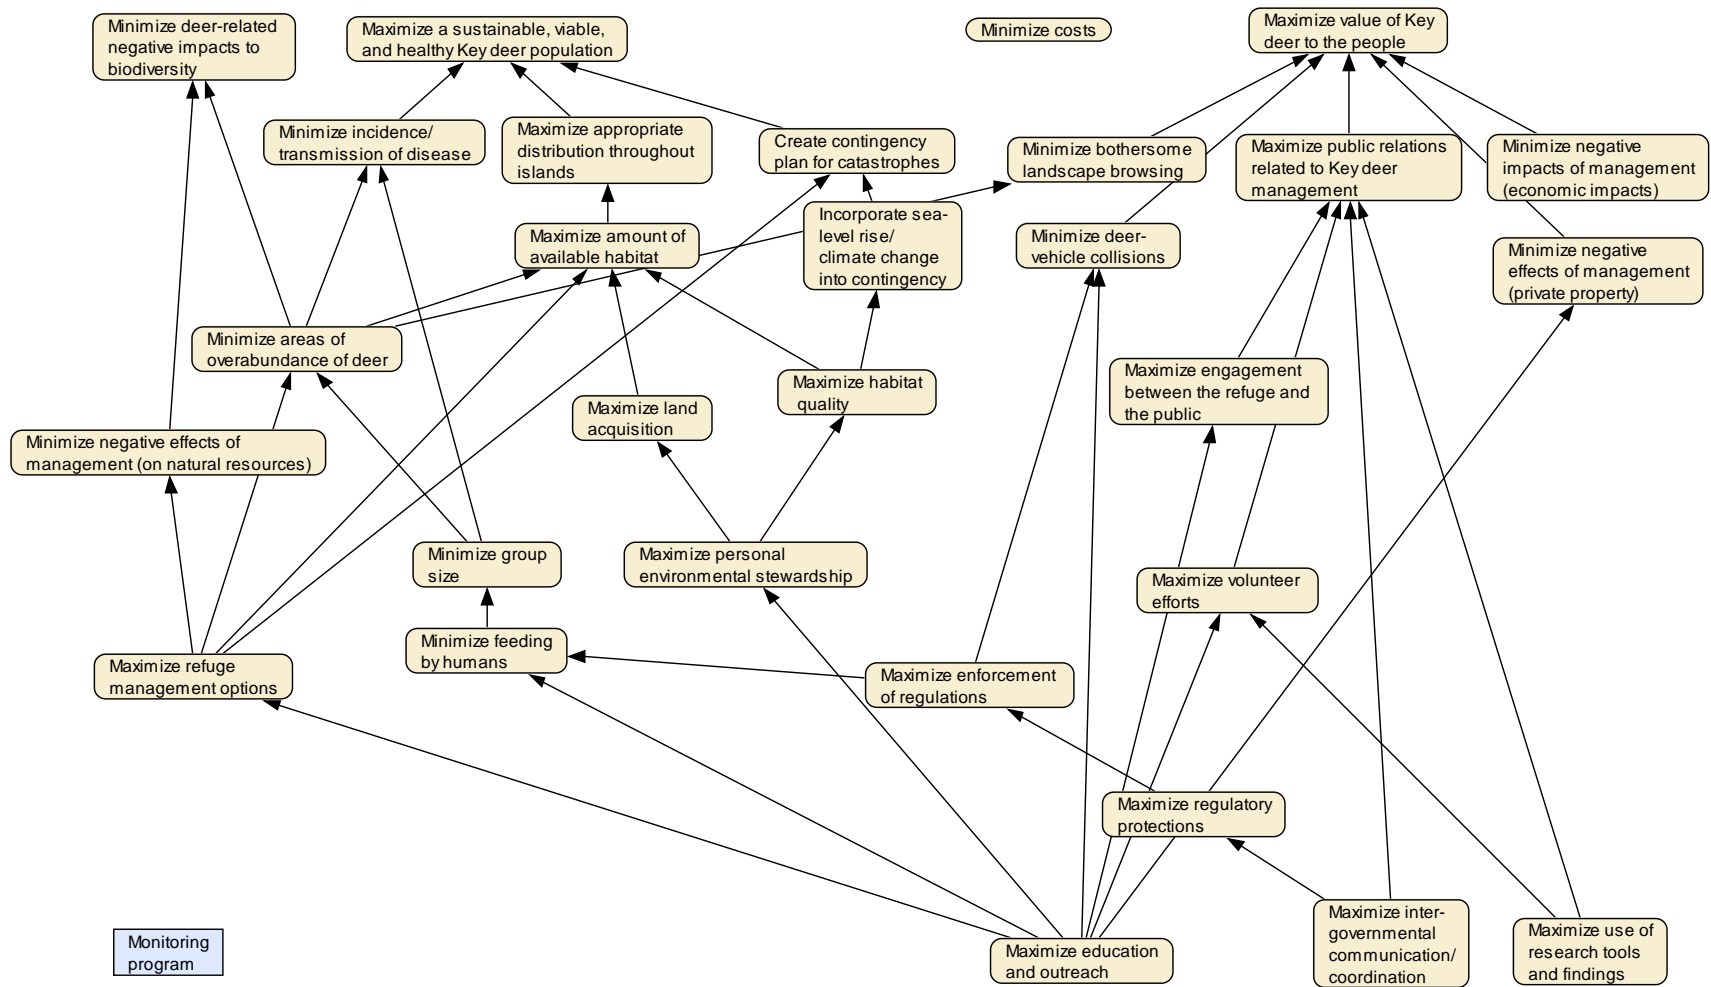 Minimize deer-related
negative impacts to
biodiversity
Maximize a sustainable, viable,
and healthy Key deer population
Minimize costs
Maximize value of Key
deer to the people
Minimize incidence/
transmission of disease
Maximize appropriate
distribution throughout
islands
Create contingency
plan for catastrophes
Minimize bothersome
landscape browsing
Maximize public relations
related to Key deer
management
Minimize negative
impacts of management
(economic impacts)
Maximize amount of
available habitat
Incorporate sea-
level rise/
climate change
into contingency
Minimize deer-
vehicle collisions
Minimize negative
effects of management
(private property)
Minimize areas of
overabundance of deer
Maximize habitat
quality
Maximize engagement
between the refuge and
the public
Maximize land
acquisition
Minimize negative effects of
management (on natural resources)
Minimize group
size
Maximize personal
environmental stewardship
Maximize volunteer
efforts
Minimize feeding
by humans
Maximize refuge
management options
Maximize enforcement
of regulations
Maximize regulatory
protections
Monitoring
program
Maximize education
and outreach
Maximize inter-
governmental
communication/
coordination
Maximize use of
research tools
and findings